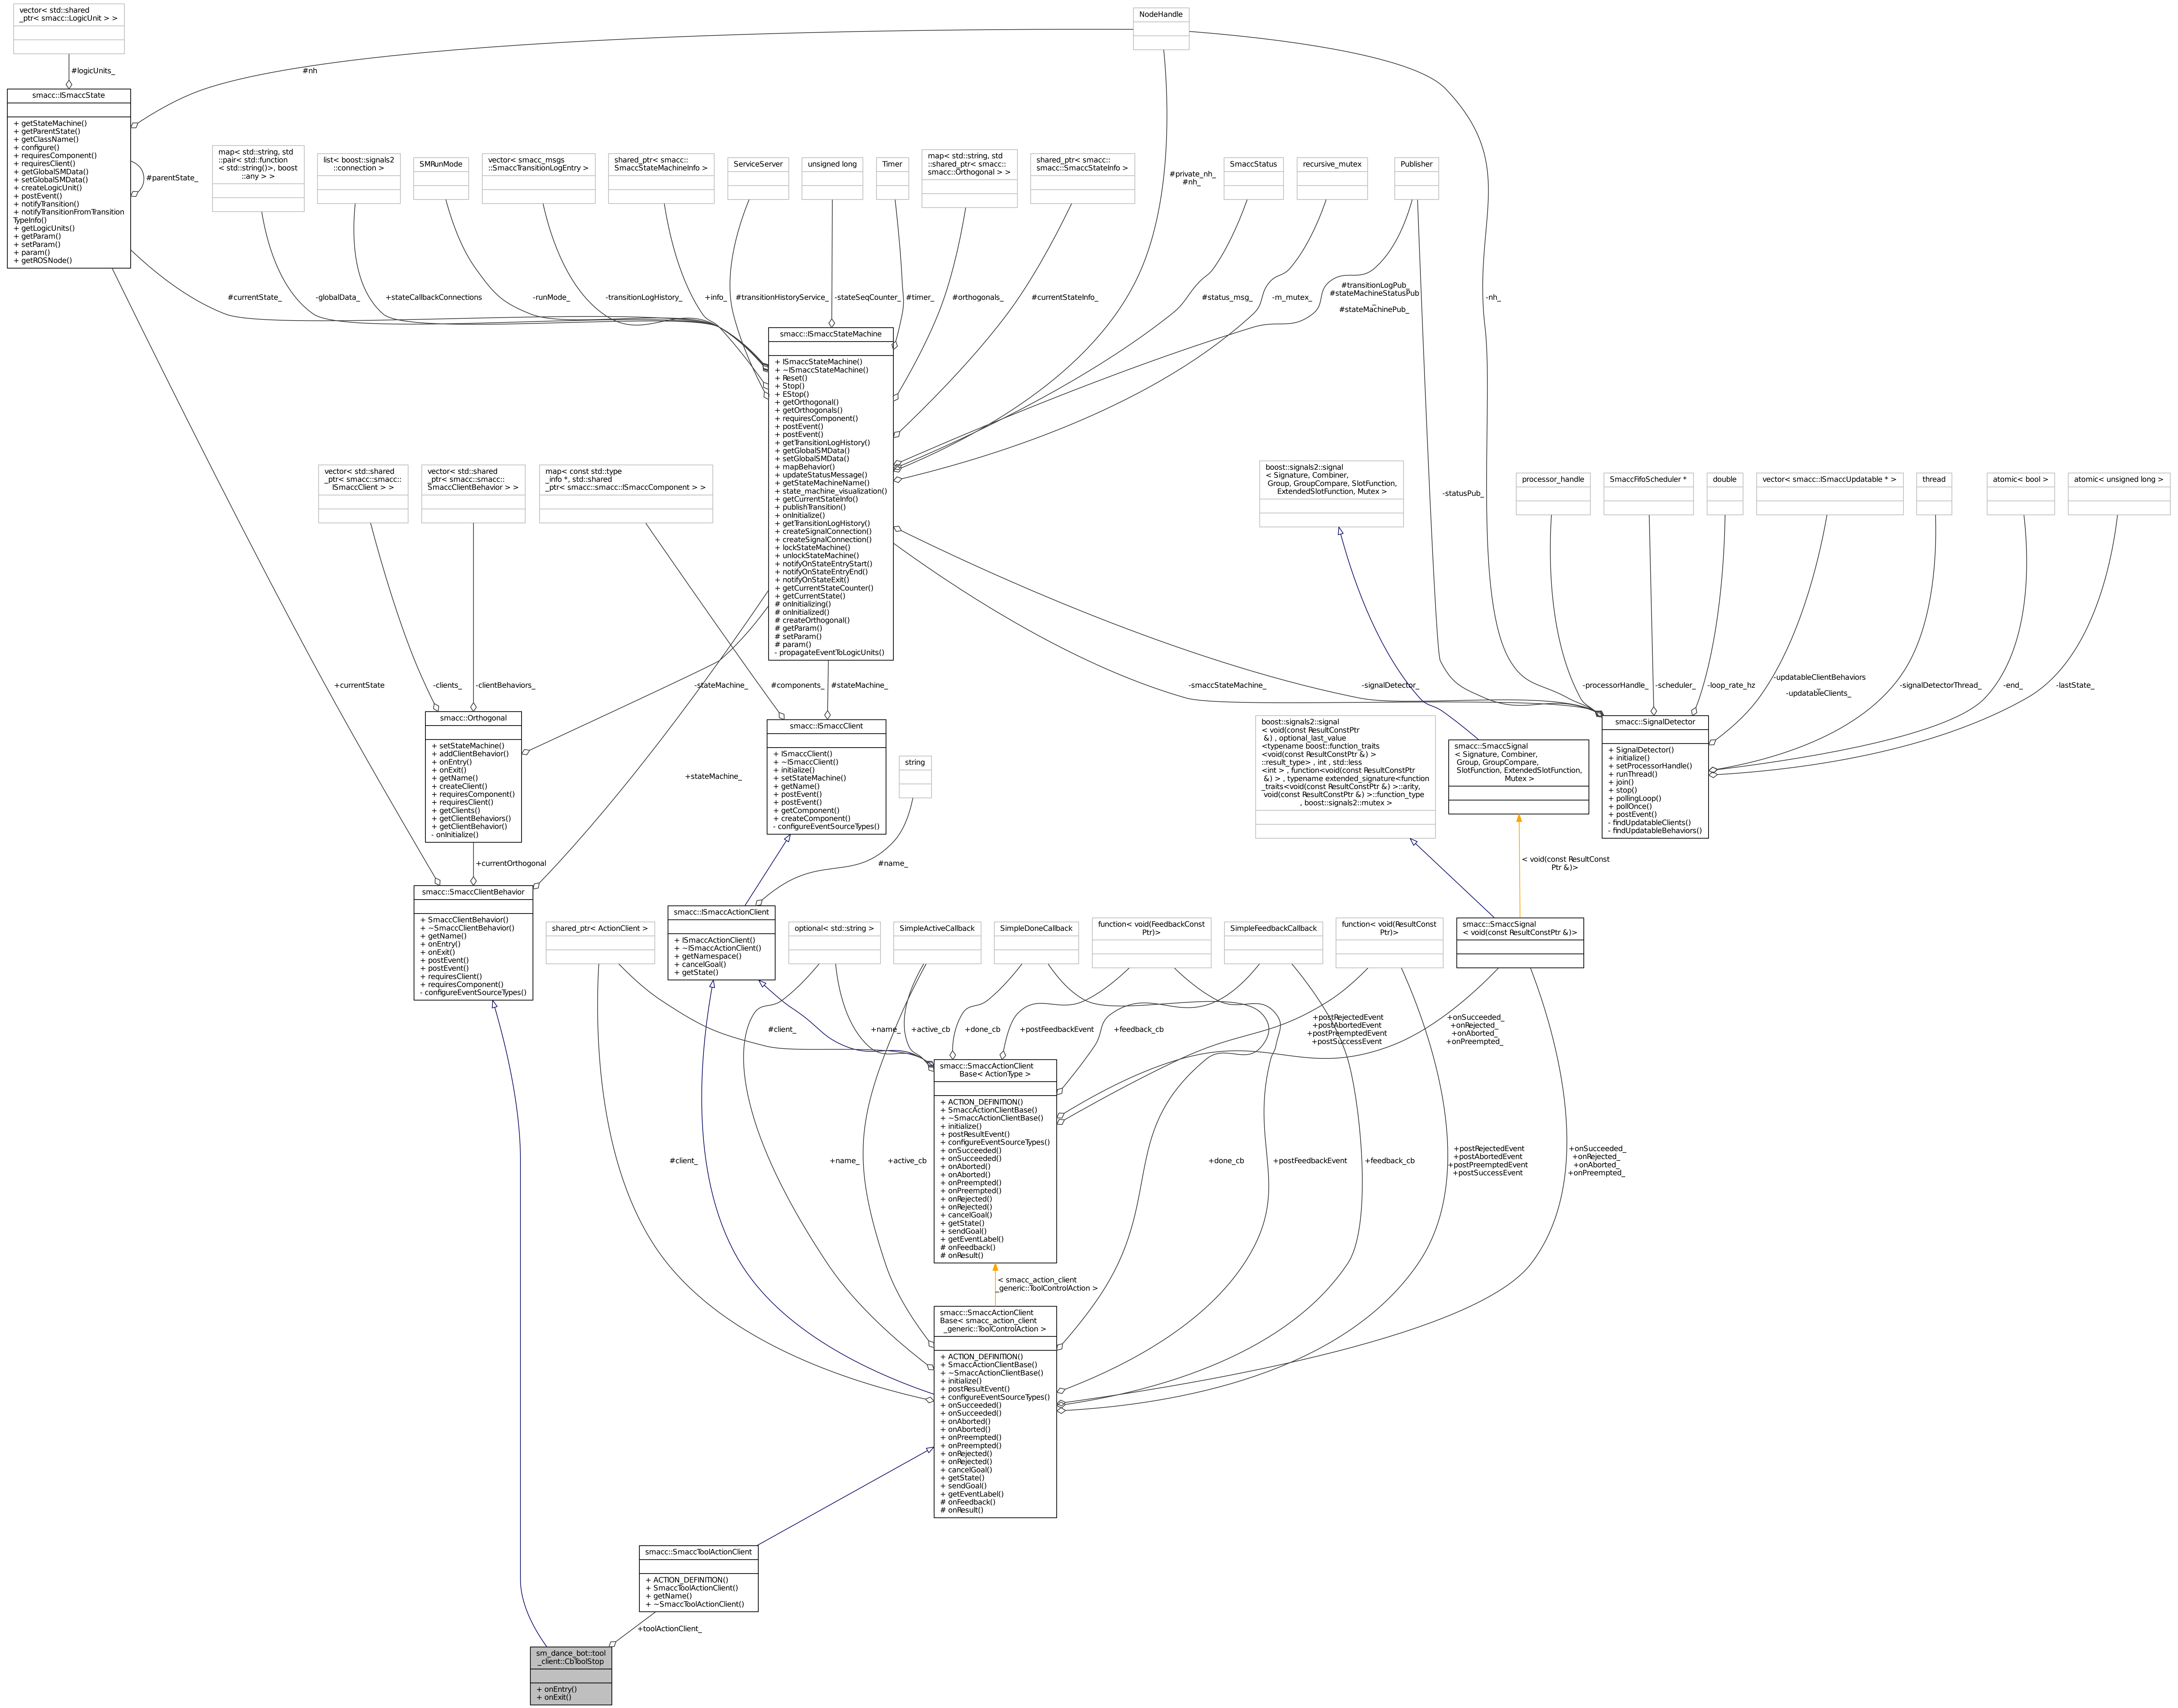 vector< std::shared
_ptr< smacc::LogicUnit > >
NodeHandle
#logicUnits_
#nh
smacc::ISmaccState
+ getStateMachine()
+ getParentState()
+ getClassName()
+ configure()
+ requiresComponent()
+ requiresClient()
+ getGlobalSMData()
+ setGlobalSMData()
+ createLogicUnit()
+ postEvent()
+ notifyTransition()
+ notifyTransitionFromTransition
TypeInfo()
+ getLogicUnits()
+ getParam()
+ setParam()
+ param()
+ getROSNode()
#parentState_
map< std::string, std
::pair< std::function
< std::string()>, boost
::any > >
list< boost::signals2
::connection >
SMRunMode
vector< smacc_msgs
::SmaccTransitionLogEntry >
shared_ptr< smacc::
SmaccStateMachineInfo >
ServiceServer
unsigned long
Timer
map< std::string, std
::shared_ptr< smacc::
smacc::Orthogonal > >
shared_ptr< smacc::
smacc::SmaccStateInfo >
#private_nh_
#nh_
SmaccStatus
recursive_mutex
Publisher
#currentState_
-globalData_
+stateCallbackConnections
-runMode_
-transitionLogHistory_
+info_
#transitionHistoryService_
-stateSeqCounter_
#timer_
#orthogonals_
#currentStateInfo_
#status_msg_
-m_mutex_
#transitionLogPub_
#stateMachineStatusPub
_
#stateMachinePub_
-nh_
smacc::ISmaccStateMachine
+ ISmaccStateMachine()
+ ~ISmaccStateMachine()
+ Reset()
+ Stop()
+ EStop()
+ getOrthogonal()
+ getOrthogonals()
+ requiresComponent()
+ postEvent()
+ postEvent()
+ getTransitionLogHistory()
+ getGlobalSMData()
+ setGlobalSMData()
+ mapBehavior()
+ updateStatusMessage()
+ getStateMachineName()
+ state_machine_visualization()
+ getCurrentStateInfo()
+ publishTransition()
+ onInitialize()
+ getTransitionLogHistory()
+ createSignalConnection()
+ createSignalConnection()
+ lockStateMachine()
+ unlockStateMachine()
+ notifyOnStateEntryStart()
+ notifyOnStateEntryEnd()
+ notifyOnStateExit()
+ getCurrentStateCounter()
+ getCurrentState()
# onInitializing()
# onInitialized()
# createOrthogonal()
# getParam()
# setParam()
# param()
- propagateEventToLogicUnits()
vector< std::shared
_ptr< smacc::smacc::
ISmaccClient > >
vector< std::shared
_ptr< smacc::smacc::
SmaccClientBehavior > >
map< const std::type
_info *, std::shared
_ptr< smacc::smacc::ISmaccComponent > >
boost::signals2::signal
< Signature, Combiner,
Group, GroupCompare, SlotFunction,
ExtendedSlotFunction, Mutex >
-statusPub_
processor_handle
SmaccFifoScheduler *
double
vector< smacc::ISmaccUpdatable * >
thread
atomic< bool >
atomic< unsigned long >
+currentState
-clients_
-clientBehaviors_
-stateMachine_
#components_
#stateMachine_
-smaccStateMachine_
-signalDetector_
-processorHandle_
-scheduler_
-loop_rate_hz
-updatableClientBehaviors
_
-updatableClients_
-signalDetectorThread_
-end_
-lastState_
smacc::Orthogonal
+ setStateMachine()
+ addClientBehavior()
+ onEntry()
+ onExit()
+ getName()
+ createClient()
+ requiresComponent()
+ requiresClient()
+ getClients()
+ getClientBehaviors()
+ getClientBehavior()
- onInitialize()
+stateMachine_
smacc::ISmaccClient
+ ISmaccClient()
+ ~ISmaccClient()
+ initialize()
+ setStateMachine()
+ getName()
+ postEvent()
+ postEvent()
+ getComponent()
+ createComponent()
- configureEventSourceTypes()
string
boost::signals2::signal
< void(const ResultConstPtr
&) , optional_last_value
<typename boost::function_traits
<void(const ResultConstPtr &) >
::result_type> , int , std::less
<int > , function<void(const ResultConstPtr
&) > , typename extended_signature<function
_traits<void(const ResultConstPtr &) >::arity,
void(const ResultConstPtr &) >::function_type
, boost::signals2::mutex >
smacc::SmaccSignal
< Signature, Combiner,
Group, GroupCompare,
SlotFunction, ExtendedSlotFunction,
Mutex >
smacc::SignalDetector
+ SignalDetector()
+ initialize()
+ setProcessorHandle()
+ runThread()
+ join()
+ stop()
+ pollingLoop()
+ pollOnce()
+ postEvent()
- findUpdatableClients()
- findUpdatableBehaviors()
+currentOrthogonal
#name_
< void(const ResultConst
Ptr &)>
smacc::SmaccClientBehavior
+ SmaccClientBehavior()
+ ~SmaccClientBehavior()
+ getName()
+ onEntry()
+ onExit()
+ postEvent()
+ postEvent()
+ requiresClient()
+ requiresComponent()
- configureEventSourceTypes()
shared_ptr< ActionClient >
smacc::ISmaccActionClient
+ ISmaccActionClient()
+ ~ISmaccActionClient()
+ getNamespace()
+ cancelGoal()
+ getState()
optional< std::string >
SimpleActiveCallback
SimpleDoneCallback
function< void(FeedbackConst
Ptr)>
SimpleFeedbackCallback
function< void(ResultConst
Ptr)>
smacc::SmaccSignal
< void(const ResultConstPtr &)>
#client_
+name_
+active_cb
+done_cb
+postFeedbackEvent
+feedback_cb
+postRejectedEvent
+postAbortedEvent
+postPreemptedEvent
+postSuccessEvent
+onSucceeded_
+onRejected_
+onAborted_
+onPreempted_
smacc::SmaccActionClient
Base< ActionType >
+ ACTION_DEFINITION()
+ SmaccActionClientBase()
+ ~SmaccActionClientBase()
+ initialize()
+ postResultEvent()
+ configureEventSourceTypes()
+ onSucceeded()
+ onSucceeded()
+ onAborted()
+ onAborted()
+ onPreempted()
+ onPreempted()
+ onRejected()
+ onRejected()
+ cancelGoal()
+ getState()
+ sendGoal()
+ getEventLabel()
# onFeedback()
# onResult()
#client_
+name_
+active_cb
+done_cb
+postFeedbackEvent
+feedback_cb
+postRejectedEvent
+postAbortedEvent
+postPreemptedEvent
+postSuccessEvent
+onSucceeded_
+onRejected_
+onAborted_
+onPreempted_
< smacc_action_client
_generic::ToolControlAction >
smacc::SmaccActionClient
Base< smacc_action_client
_generic::ToolControlAction >
+ ACTION_DEFINITION()
+ SmaccActionClientBase()
+ ~SmaccActionClientBase()
+ initialize()
+ postResultEvent()
+ configureEventSourceTypes()
+ onSucceeded()
+ onSucceeded()
+ onAborted()
+ onAborted()
+ onPreempted()
+ onPreempted()
+ onRejected()
+ onRejected()
+ cancelGoal()
+ getState()
+ sendGoal()
+ getEventLabel()
# onFeedback()
# onResult()
smacc::SmaccToolActionClient
+ ACTION_DEFINITION()
+ SmaccToolActionClient()
+ getName()
+ ~SmaccToolActionClient()
+toolActionClient_
sm_dance_bot::tool
_client::CbToolStop
+ onEntry()
+ onExit()